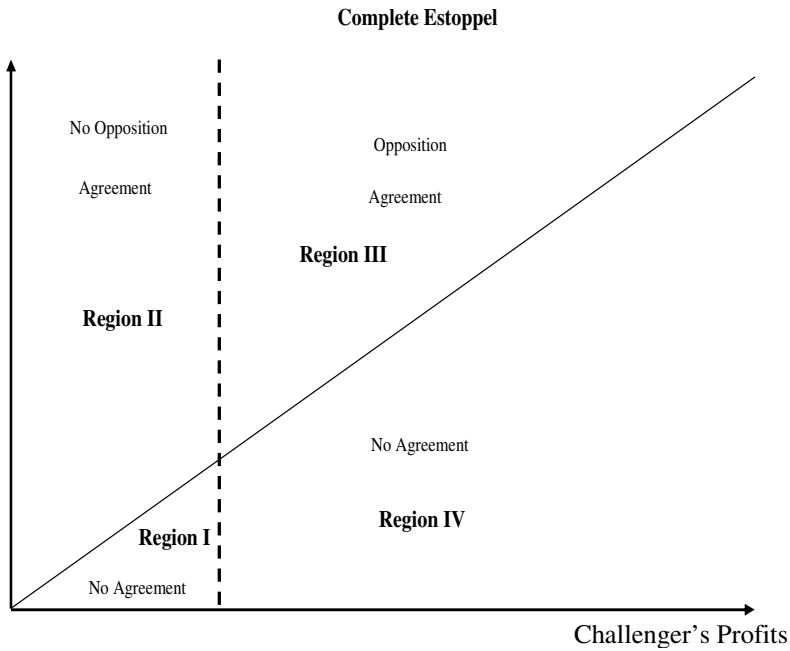 Complete Estoppel
No Opposition
Agreement
Region II
Opposition
Agreement
Region III
No Agreement
Region IV
Region I
No Agreement
Challenger's Profits